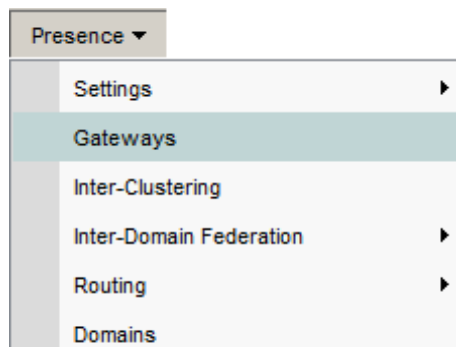 Presence
Settings
Gateways
Inter-Clustering
Inter-Domain Federation
Routing
Domains